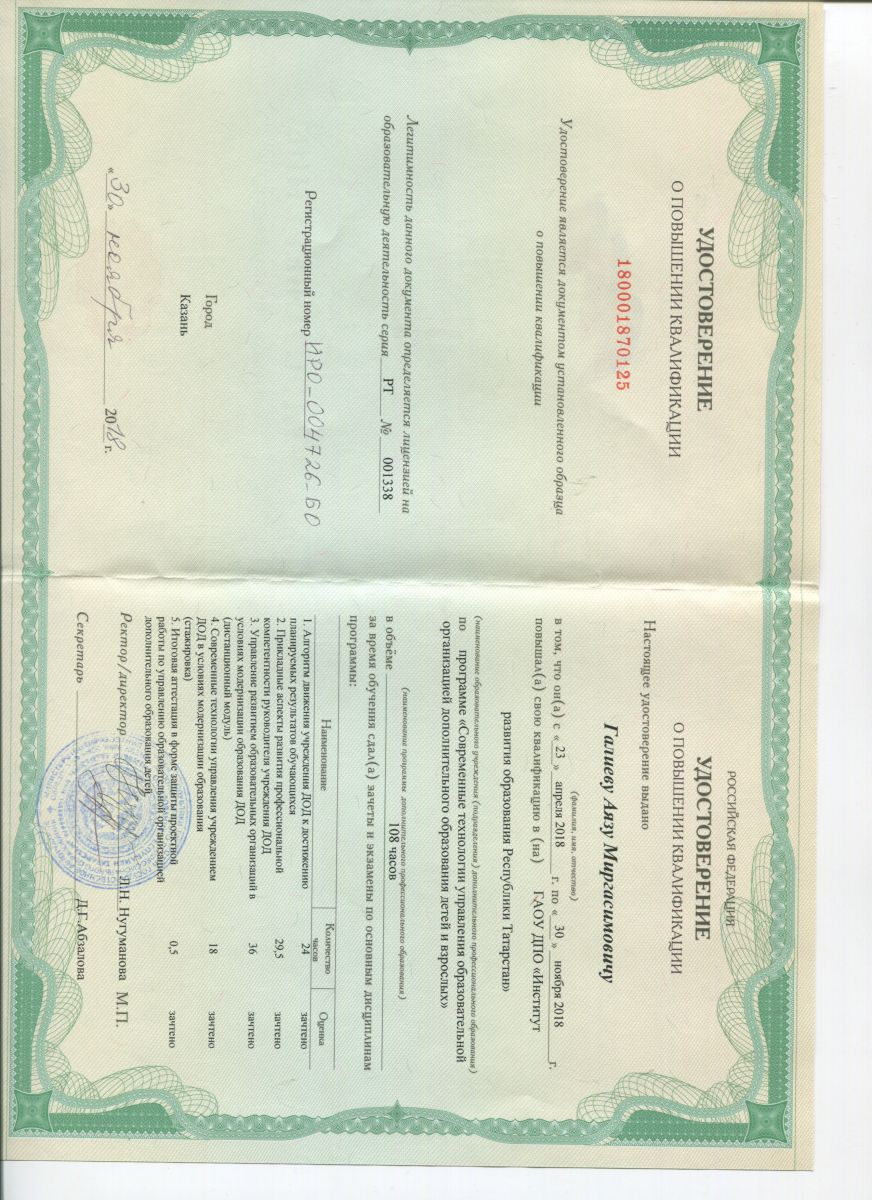 УДОСТОВЕРЕНИЕ
О ПОВЫШЕНИИ КВАЛИФИКАЦИИ
180001870125
Удостоверение является документом установленного образца
о повышении квалификации
Легитимность данного документа определяется лицензией на
образовательную деятельность серия РТ № 001338
Регистрационный номер ИРО-004726-БО
Город
Казань
«30» ноября 2018 г.
РОССИЙСКАЯ ФЕДЕРАЦИЯ
УДОСТОВЕРЕНИЕ
О ПОВЫШЕНИИ КВАЛИФИКАЦИИ
Настоящее удостоверение выдано
Галиеву Аязу Миргасимовичу
(фамилия, имя, отчество)
в том, что он(а) с « 23 » апреля 2018 г. по « 30 » ноября 2018 г.
повышал(а) свою квалификацию в (на) ГАОУ ДПО «Институт
развития образования Республики Татарстан»
(наименование образовательного учреждения (подразделения) дополнительного профессионального образования)
по программе «Современные технологии управления образовательной
организацией дополнительного образования детей и взрослых»
(наименование программы дополнительного профессионального образования)
в объёме 108 часов
за время обучения сдал(а) зачеты и экзамены по основным дисциплинам
программы:
Наименование Количество часов Оценка
1. Алгоритм движения учреждения ДОД к достижению
планируемых результатов обучающихся 24 зачтено
2. Прикладные аспекты развития профессиональной
компетентности руководителя учреждения ДОД 29,5 зачтено
3. Управление развитием образовательных организаций в
условиях модернизации образования ДОД 36 зачтено
(дистанционный модуль)
4. Современные технологии управления учреждением
ДОД в условиях модернизации образования 18 зачтено
(стажировка)
5. Итоговая аттестация в форме защиты проектной
работы по управлению образовательной организацией 0,5 зачтено
дополнительного образования детей
Ректор/директор Л.Н. Нугуманова М.П.
Секретарь Д.Г.Абзалова